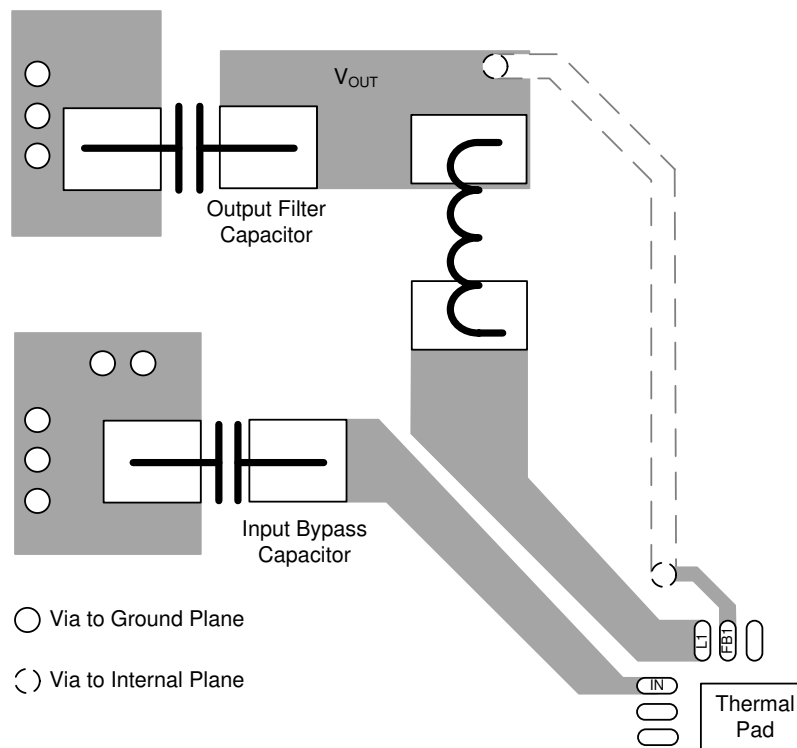 VOUT
Output Filter
Capacitor
Input Bypass
Capacitor
Via to Ground Plane
Via to Internal Plane
L1
FB1
IN
Thermal
Pad